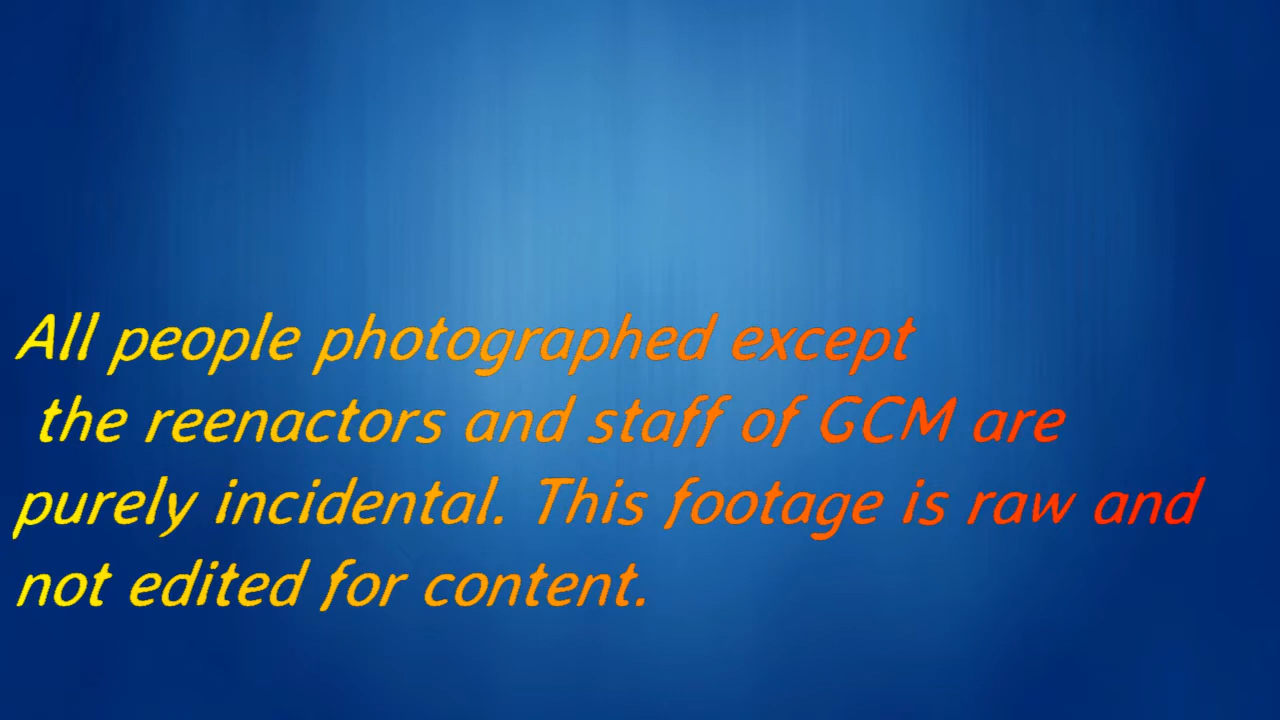 All people photographed except
the reenactors and staff of GCM are
purely incidental. This footage is raw and
not edited for content.